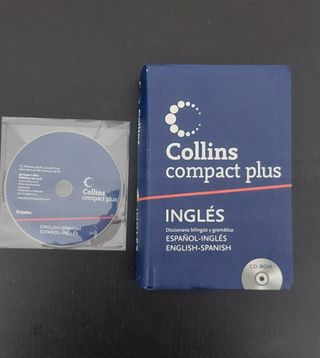 Collins
compact plus
Grijalbo
ENGLISH-SPANISH
ESPAÑOL-INGLÉS
Collins
compact plus
INGLÉS
Diccionario bilingüe y gramática
ESPAÑOL-INGLÉS
ENGLISH-SPANISH
CD-ROM